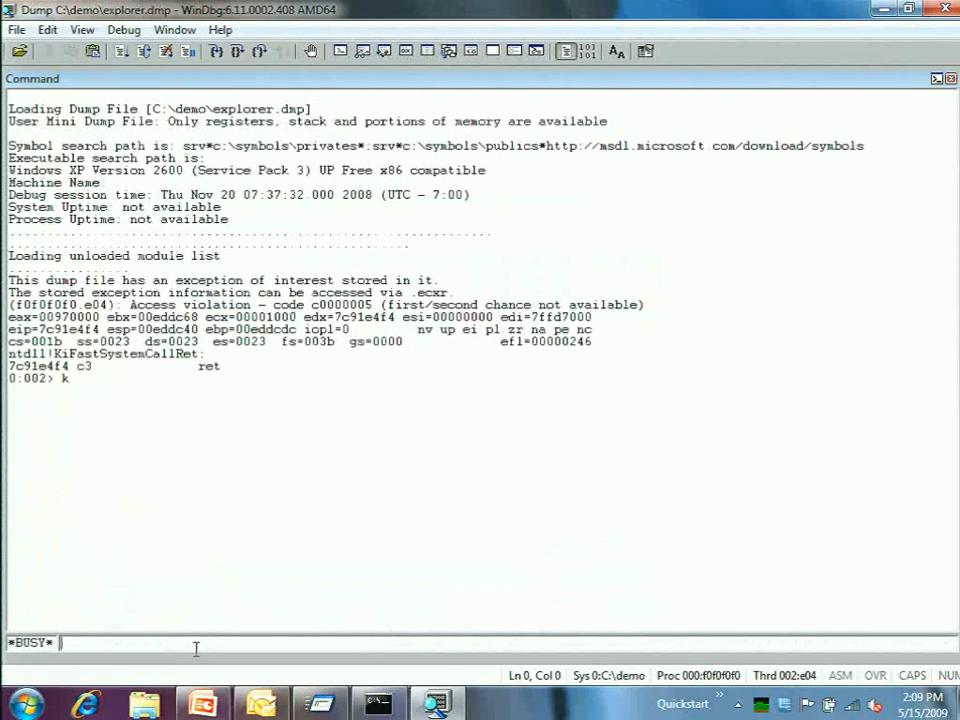 Dump C:\demo\explorer.dmp - WinDbg:6.11.0002.408 AMD64
File Edit View Debug Window Help
Command
Loading Dump File [C:\demo\explorer.dmp]
User Mini Dump File: Only registers, stack and portions of memory are available
Symbol search path is: srv*c:\symbols\privates*;srv*c:\symbols\publics*http://msdl.microsoft.com/download/symbols
Executable search path is:
Windows XP Version 2600 (Service Pack 3) UP Free x86 compatible
Machine Name:
Debug session time: Thu Nov 20 07:37:32.000 2008 (UTC - 7:00)
System Uptime: not available
Process Uptime: not available
................................................................
.....................................................
Loading unloaded module list
................
This dump file has an exception of interest stored in it.
The stored exception information can be accessed via .ecxr.
(f0f0f0f0.e04): Access violation - code c0000005 (first/second chance not available)
eax=00970000 ebx=00eddc68 ecx=00001000 edx=7c91e4f4 esi=00000000 edi=7ffd7000
eip=7c91e4f4 esp=00eddc40 ebp=00eddcdc iopl=0 nv up ei pl zr na pe nc
cs=001b ss=0023 ds=0023 es=0023 fs=003b gs=0000 efl=00000246
ntdll!KiFastSystemCallRet:
7c91e4f4 c3 ret
0:002> k
*BUSY*
Ln 0, Col 0 Sys 0:C:\demo Proc 000:f0f0f0f0 Thrd 002:e04 ASM OVR CAPS NUM
Quickstart
2:09 PM
5/15/2009